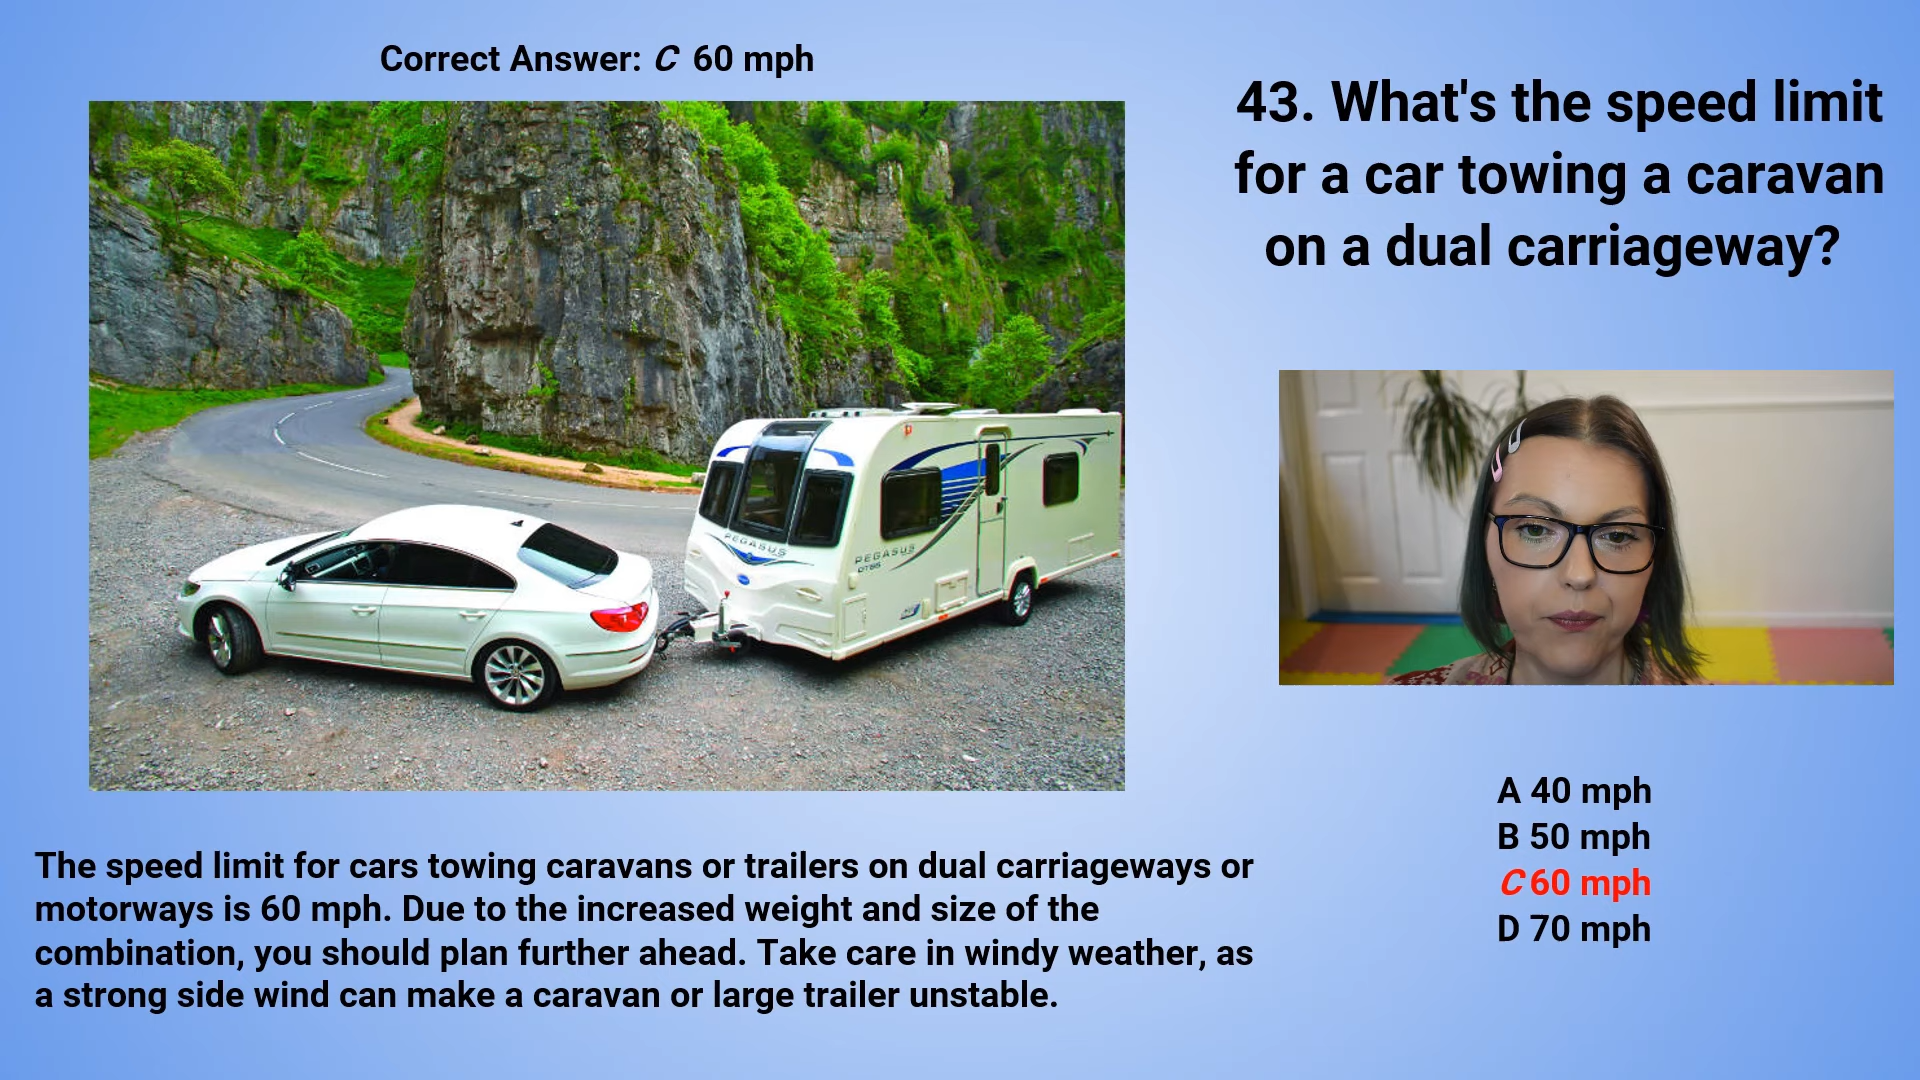 Correct Answer: C 60 mph
43. What's the speed limit
for a car towing a caravan
on a dual carriageway?
PEGASUS
PEGASUS
A 40 mph
B 50 mph
C 60 mph
D 70 mph
The speed limit for cars towing caravans or trailers on dual carriageways or
motorways is 60 mph. Due to the increased weight and size of the
combination, you should plan further ahead. Take care in windy weather, as
a strong side wind can make a caravan or large trailer unstable.